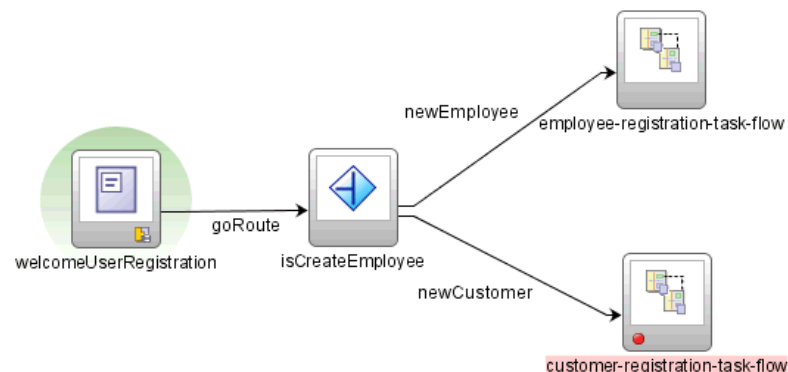 newEmployee
employee-registration-task-flow
goRoute
welcomeUserRegistration
isCreateEmployee
newCustomer
customer-registration-task-flow